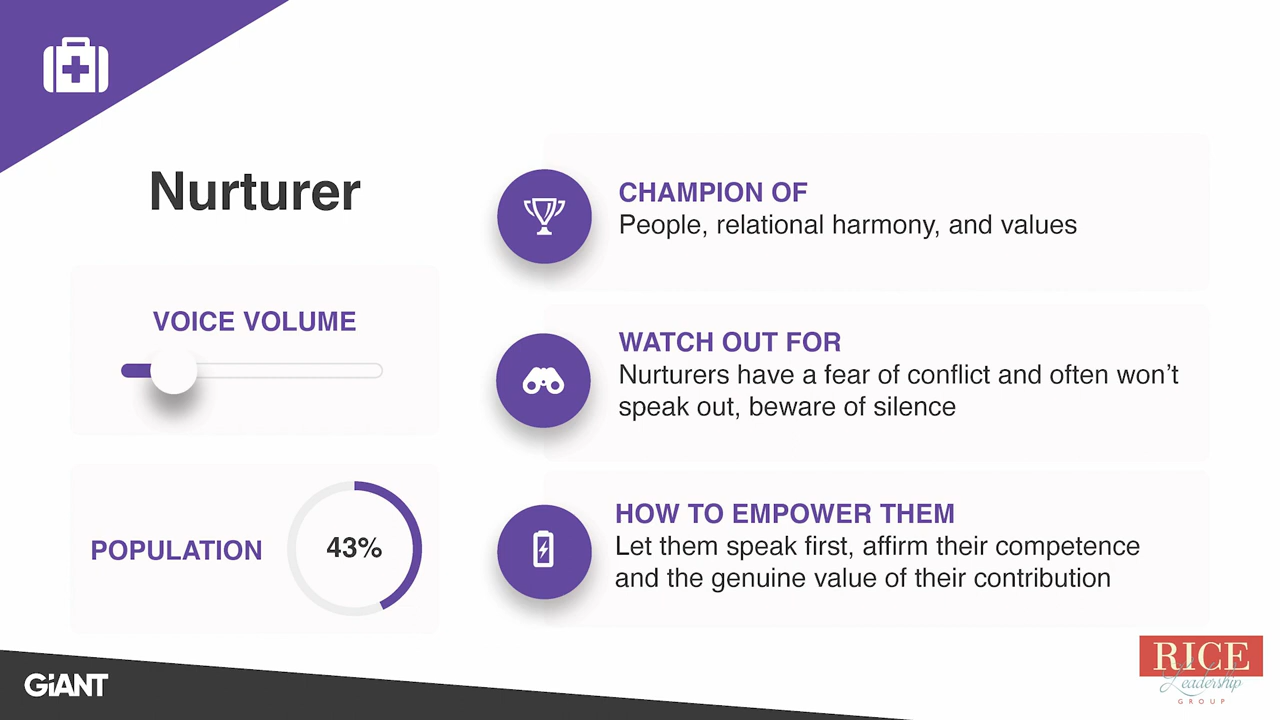 Nurturer
VOICE VOLUME
POPULATION
43%
CHAMPION OF
People, relational harmony, and values
WATCH OUT FOR
Nurturers have a fear of conflict and often won't
speak out, beware of silence
HOW TO EMPOWER THEM
Let them speak first, affirm their competence
and the genuine value of their contribution
GiANT
RICE
Leadership
GROUP